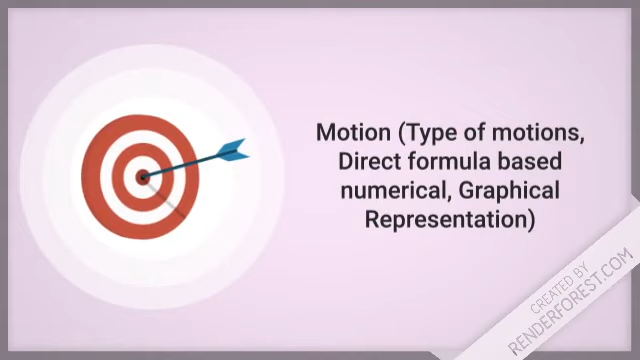 Motion (Type of motions,
Direct formula based
numerical, Graphical
Representation)
CREATED BY
RENDERFOREST.COM